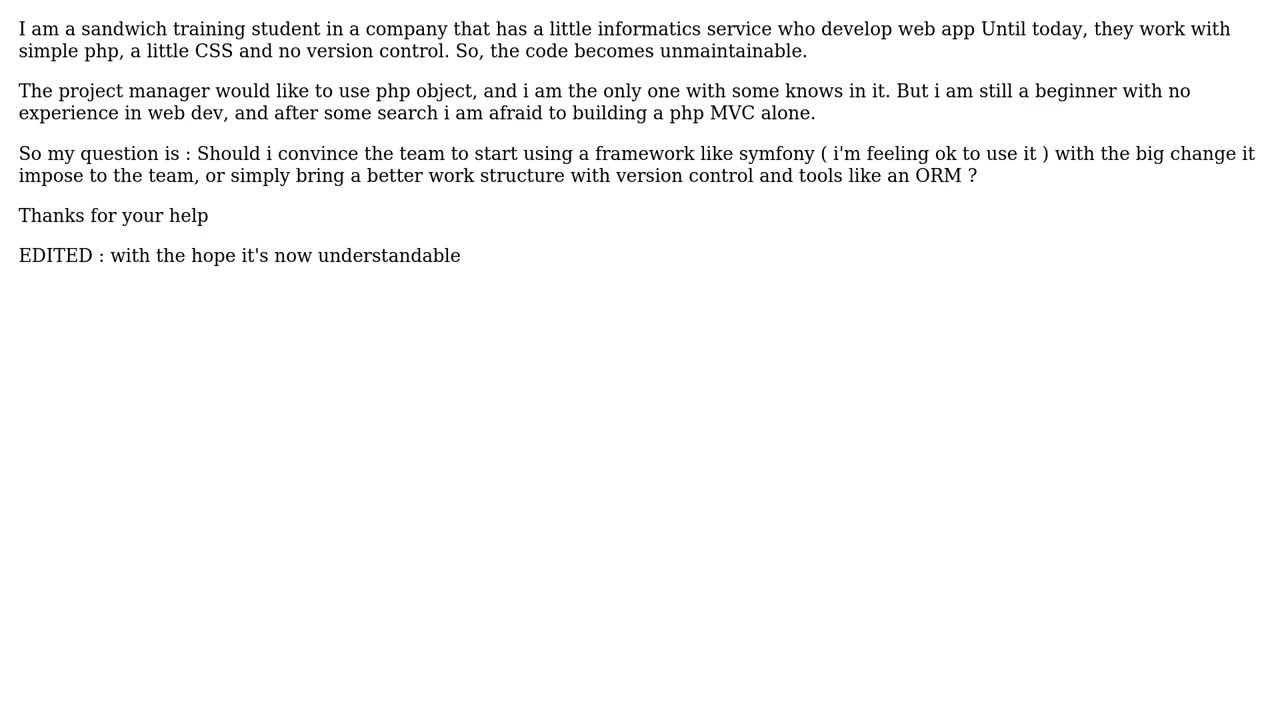 I am a sandwich training student in a company that has a little informatics service who develop web app Until today, they work with
simple php, a little CSS and no version control. So, the code becomes unmaintainable.
The project manager would like to use php object, and i am the only one with some knows in it. But i am still a beginner with no
experience in web dev, and after some search i am afraid to building a php MVC alone.
So my question is : Should i convince the team to start using a framework like symfony ( i'm feeling ok to use it ) with the big change it
impose to the team, or simply bring a better work structure with version control and tools like an ORM ?
Thanks for your help
EDITED : with the hope it's now understandable